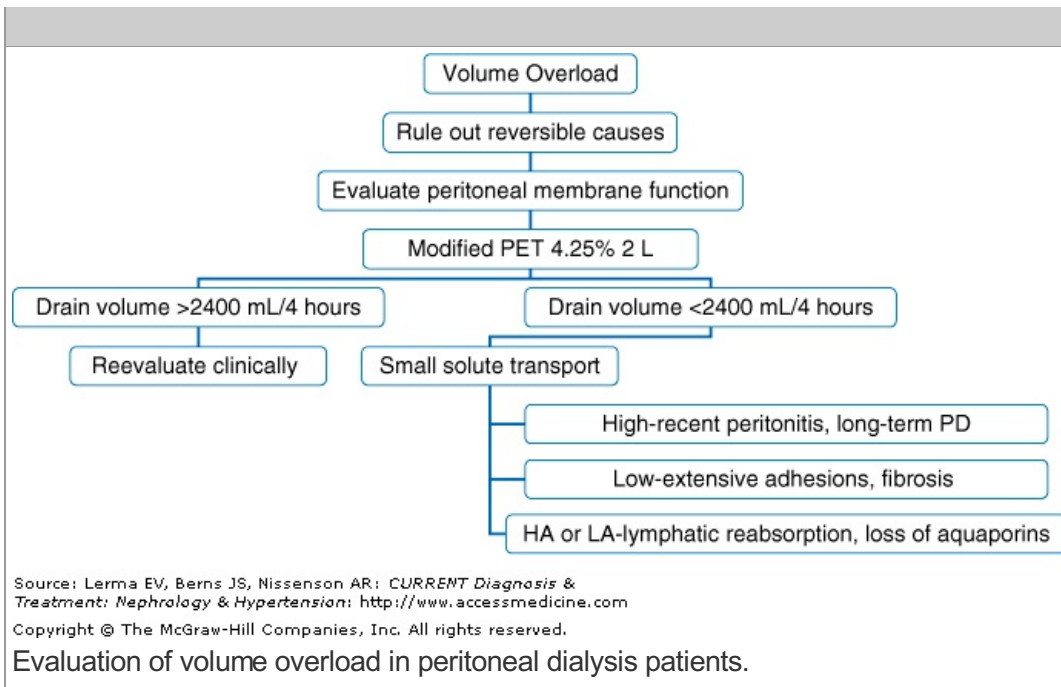 Volume Overload
Rule out reversible causes
Evaluate peritoneal membrane function
Modified PET 4.25% 2 L
Drain volume >2400 mL/4 hours
Drain volume <2400 mL/4 hours
Reevaluate clinically
Small solute transport
High-recent peritonitis, long-term PD
Low-extensive adhesions, fibrosis
HA or LA-lymphatic reabsorption, loss of aquaporins
Source: Lerma EV, Berns JS, Nissenson AR: CURRENT Diagnosis &
Treatment: Nephrology & Hypertension: http://www.accessmedicine.com
Copyright © The McGraw-Hill Companies, Inc. All rights reserved.
Evaluation of volume overload in peritoneal dialysis patients.